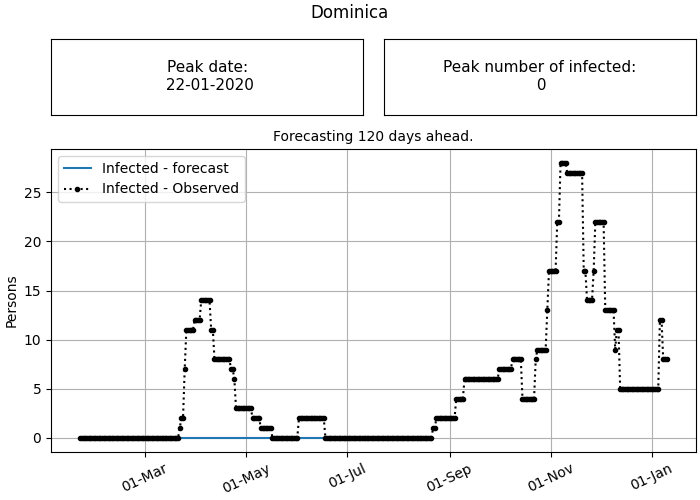 Dominica
Peak date:
22-01-2020
Peak number of infected:
0
Forecasting 120 days ahead.
Infected - forecast
Infected - Observed
Persons
25
20
15
10
5
0
01-Mar
01-May
01-Jul
01-Sep
01-Nov
01-Jan